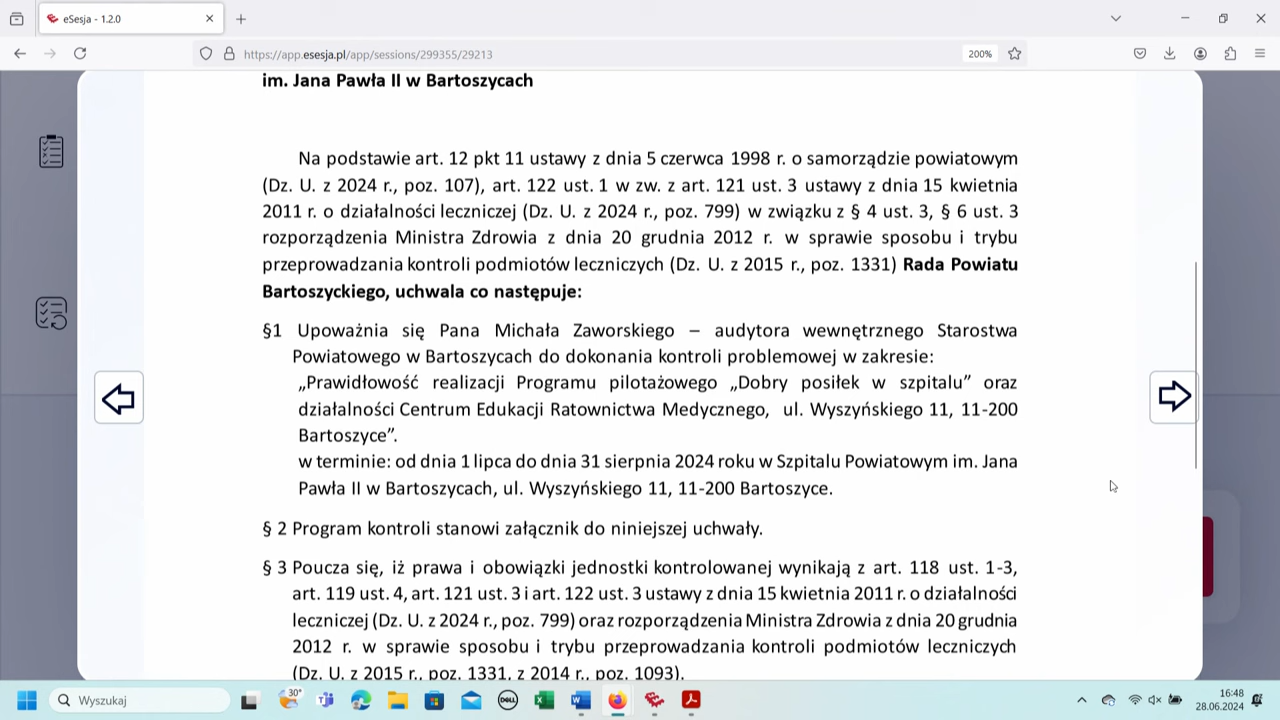 eSesja - 1.2.0
https://app.esesja.pl/app/sessions/299355/29213
200%
im. Jana Pawła II w Bartoszycach
Na podstawie art. 12 pkt 11 ustawy z dnia 5 czerwca 1998 r. o samorządzie powiatowym
(Dz. U. z 2024 r., poz. 107), art. 122 ust. 1 w zw. z art. 121 ust. 3 ustawy z dnia 15 kwietnia
2011 r. o działalności leczniczej (Dz. U. z 2024 r., poz. 799) w związku z § 4 ust. 3, § 6 ust. 3
rozporządzenia Ministra Zdrowia z dnia 20 grudnia 2012 r. w sprawie sposobu i trybu
przeprowadzania kontroli podmiotów leczniczych (Dz. U. z 2015 r., poz. 1331) Rada Powiatu
Bartoszyckiego, uchwala co następuje:
§1 Upoważnia się Pana Michała Zaworskiego – audytora wewnętrznego Starostwa
Powiatowego w Bartoszycach do dokonania kontroli problemowej w zakresie:
„Prawidłowość realizacji Programu pilotażowego „Dobry posiłek w szpitalu” oraz
działalności Centrum Edukacji Ratownictwa Medycznego, ul. Wyszyńskiego 11, 11-200
Bartoszyce”.
w terminie: od dnia 1 lipca do dnia 31 sierpnia 2024 roku w Szpitalu Powiatowym im. Jana
Pawła II w Bartoszycach, ul. Wyszyńskiego 11, 11-200 Bartoszyce.
§ 2 Program kontroli stanowi załącznik do niniejszej uchwały.
§ 3 Poucza się, iż prawa i obowiązki jednostki kontrolowanej wynikają z art. 118 ust. 1-3,
art. 119 ust. 4, art. 121 ust. 3 i art. 122 ust. 3 ustawy z dnia 15 kwietnia 2011 r. o działalności
leczniczej (Dz. U. z 2024 r., poz. 799) oraz rozporządzenia Ministra Zdrowia z dnia 20 grudnia
2012 r. w sprawie sposobu i trybu przeprowadzania kontroli podmiotów leczniczych
(Dz. U. z 2015 r., poz. 1331, z 2014 r., poz. 1093).
Wyszukaj
30°
DELL
16:48
28.06.2024